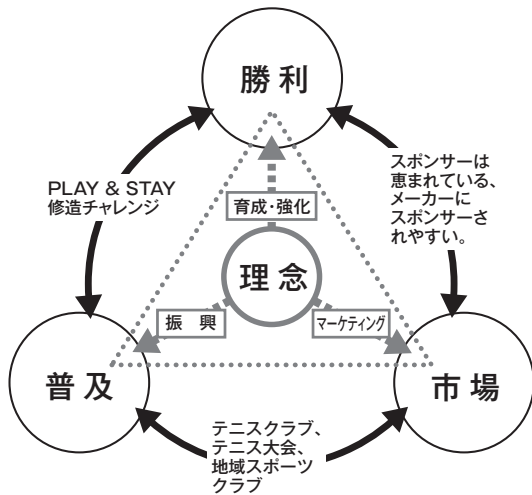 勝利
PLAY & STAY
修造チャレンジ
スポンサーは
恵まれている、
メーカーに
スポンサーさ
れやすい。
育成・強化
理念
振　興
マーケティング
普及
市場
テニスクラブ、
テニス大会、
地域スポーツ
クラブ